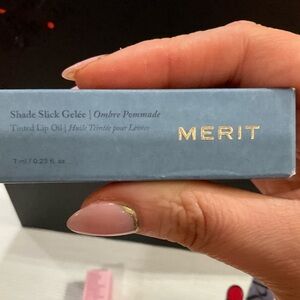 Shade Slick Gelée | Ombre Pommade
Tinted Lip Oil | Huile Teintée pour Lèvres
MERIT
7 ml / 0.23 fl. oz.